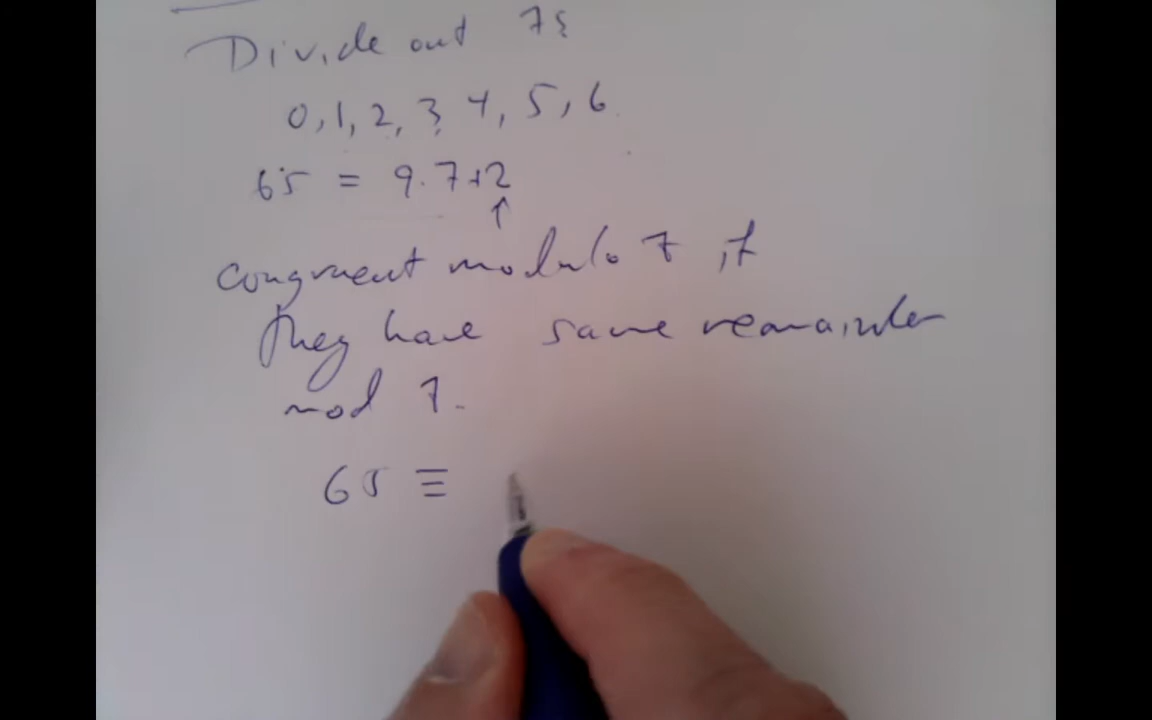 Divide out 7s
0, 1, 2, 3, 4, 5, 6.
65 = 9.7+2
↑
congruent modulo 7 if
they have same remainder
mod 7.
65 ≡